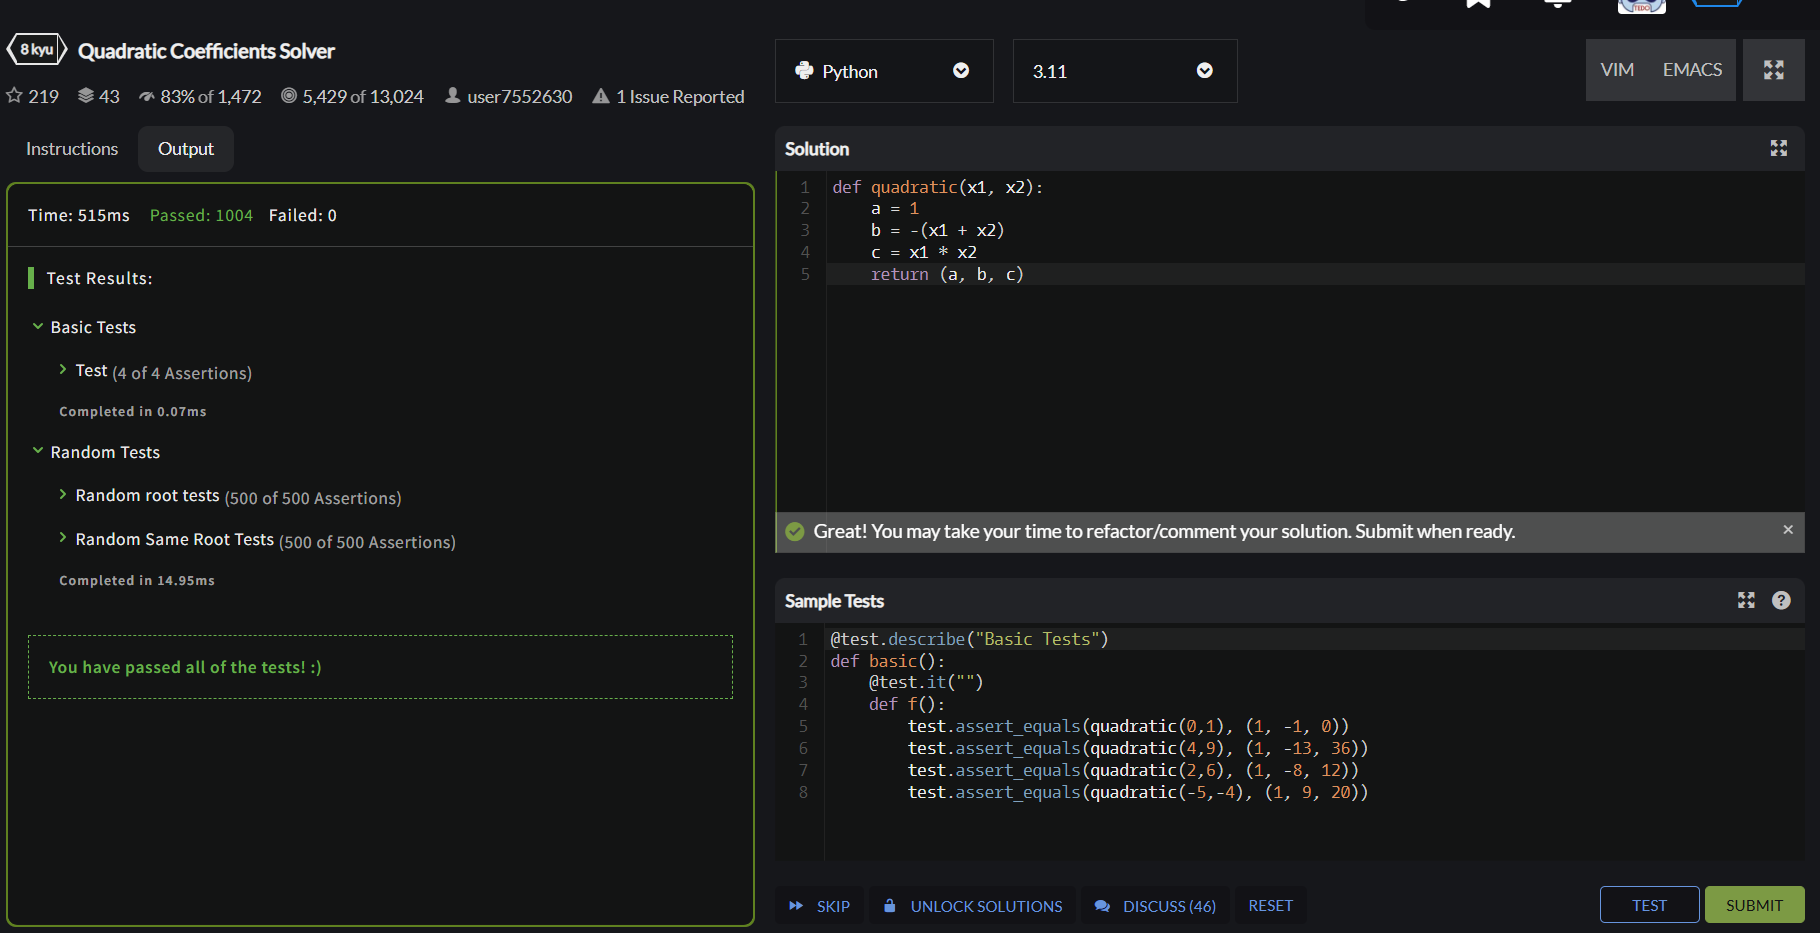 8 kyu Quadratic Coefficients Solver
219 43 83% of 1,472 5,429 of 13,024 user7552630 1 Issue Reported
Instructions Output
Time: 515ms Passed: 1004 Failed: 0
Test Results:
Basic Tests
Test (4 of 4 Assertions)
Completed in 0.07ms
Random Tests
Random root tests (500 of 500 Assertions)
Random Same Root Tests (500 of 500 Assertions)
Completed in 14.95ms
You have passed all of the tests! :)
TEDO
Python 3.11 VIM EMACS
Solution
1 def quadratic(x1, x2):
2     a = 1
3     b = -(x1 + x2)
4     c = x1 * x2
5     return (a, b, c)
Great! You may take your time to refactor/comment your solution. Submit when ready. ×
Sample Tests ?
1 @test.describe("Basic Tests")
2 def basic():
3     @test.it("")
4     def f():
5         test.assert_equals(quadratic(0,1), (1, -1, 0))
6         test.assert_equals(quadratic(4,9), (1, -13, 36))
7         test.assert_equals(quadratic(2,6), (1, -8, 12))
8         test.assert_equals(quadratic(-5,-4), (1, 9, 20))
SKIP UNLOCK SOLUTIONS DISCUSS (46) RESET TEST SUBMIT